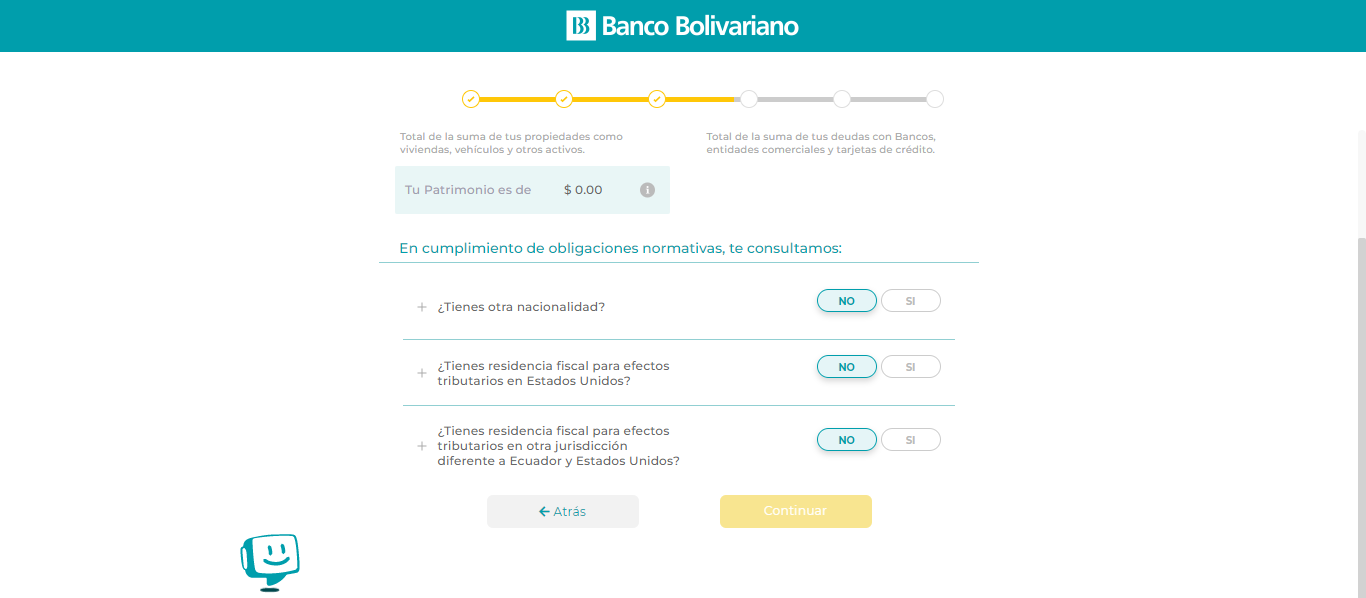 Banco Bolivariano
Total de la suma de tus propiedades como
viviendas, vehículos y otros activos.
Total de la suma de tus deudas con Bancos,
entidades comerciales y tarjetas de crédito.
Tu Patrimonio es de $ 0.00
En cumplimiento de obligaciones normativas, te consultamos:
+ ¿Tienes otra nacionalidad? NO SI
+ ¿Tienes residencia fiscal para efectos
tributarios en Estados Unidos? NO SI
+ ¿Tienes residencia fiscal para efectos
tributarios en otra jurisdicción
diferente a Ecuador y Estados Unidos? NO SI
← Atrás Continuar